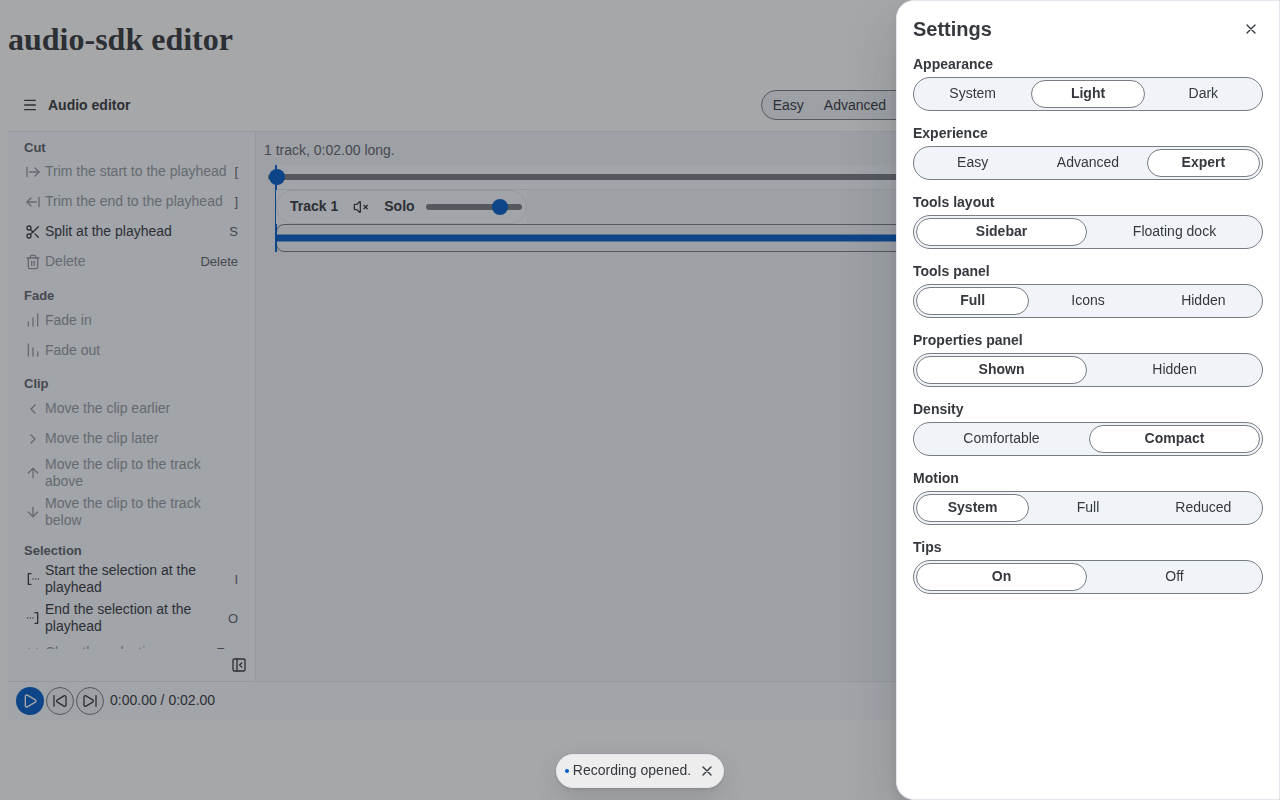 audio-sdk editor
Audio editor
Easy Advanced
Cut
Trim the start to the playhead [
Trim the end to the playhead ]
Split at the playhead S
Delete Delete
Fade
Fade in
Fade out
Clip
Move the clip earlier
Move the clip later
Move the clip to the track
above
Move the clip to the track
below
Selection
Start the selection at the
playhead I
End the selection at the
playhead O
1 track, 0:02.00 long.
Track 1 Solo
0:00.00 / 0:02.00
Recording opened.
Settings
Appearance
System Light Dark
Experience
Easy Advanced Expert
Tools layout
Sidebar Floating dock
Tools panel
Full Icons Hidden
Properties panel
Shown Hidden
Density
Comfortable Compact
Motion
System Full Reduced
Tips
On Off